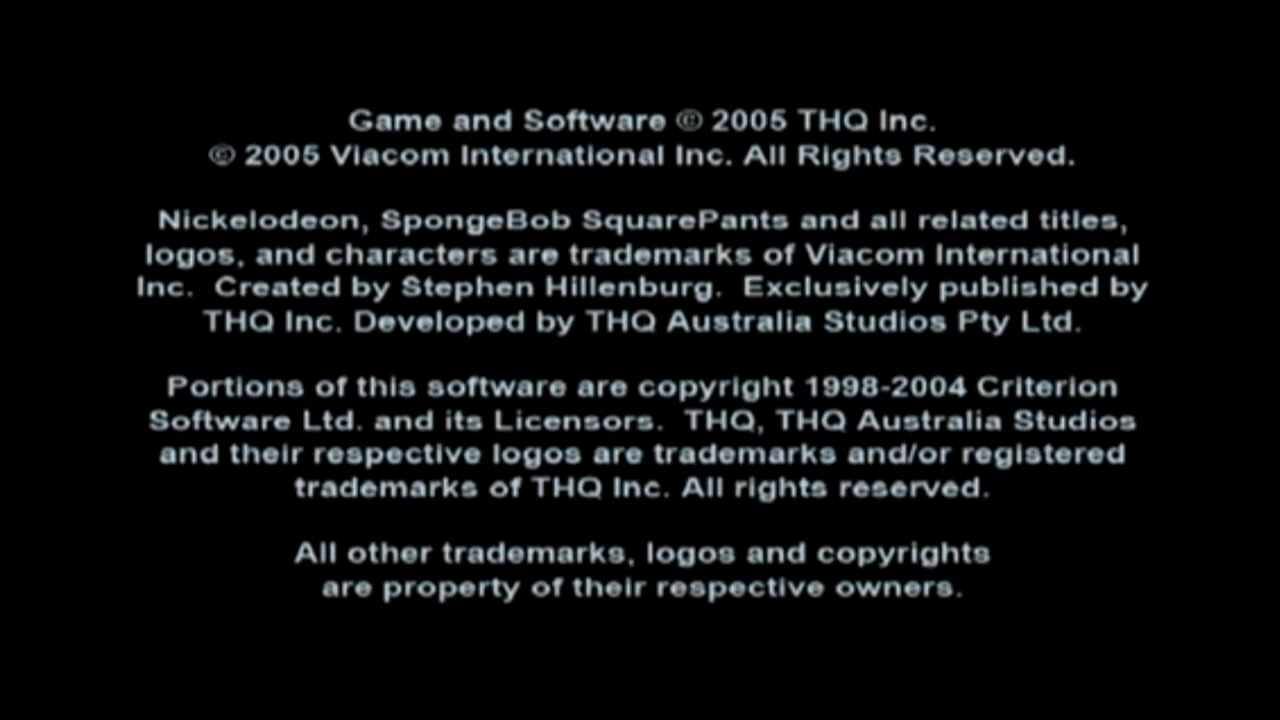 Game and Software © 2005 THQ Inc.
© 2005 Viacom International Inc. All Rights Reserved.
Nickelodeon, SpongeBob SquarePants and all related titles,
logos, and characters are trademarks of Viacom International
Inc.  Created by Stephen Hillenburg.  Exclusively published by
THQ Inc. Developed by THQ Australia Studios Pty Ltd.
Portions of this software are copyright 1998-2004 Criterion
Software Ltd. and its Licensors.  THQ, THQ Australia Studios
and their respective logos are trademarks and/or registered
trademarks of THQ Inc. All rights reserved.
All other trademarks, logos and copyrights
are property of their respective owners.